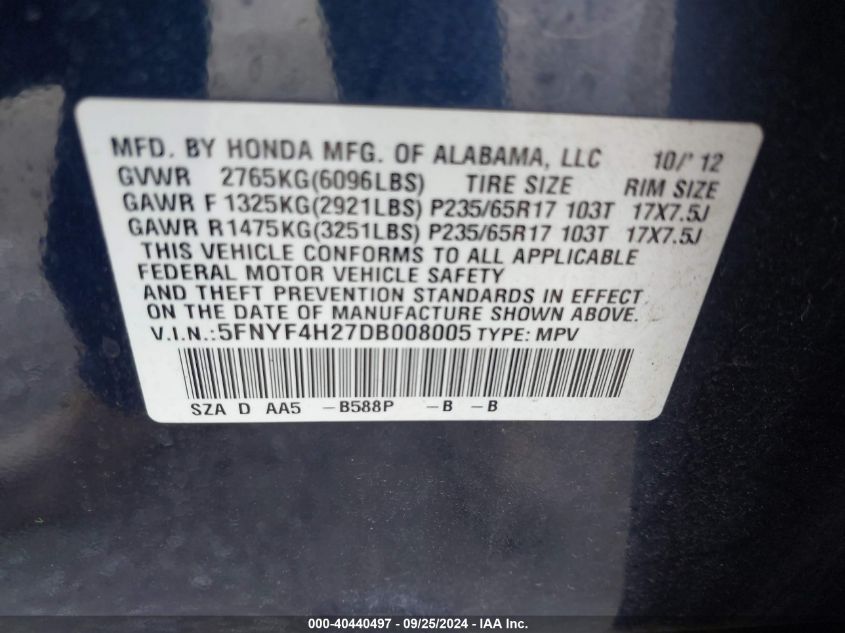 MFD. BY HONDA MFG. OF ALABAMA, LLC 10/'12
GVWR 2765KG(6096LBS) TIRE SIZE RIM SIZE
GAWR F 1325KG(2921LBS) P235/65R17 103T 17X7.5J
GAWR R1475KG(3251LBS) P235/65R17 103T 17X7.5J
THIS VEHICLE CONFORMS TO ALL APPLICABLE
FEDERAL MOTOR VEHICLE SAFETY
AND THEFT PREVENTION STANDARDS IN EFFECT
ON THE DATE OF MANUFACTURE SHOWN ABOVE.
V.I.N.:5FNYF4H27DB008005 TYPE: MPV
SZA D AA5 -B588P -B -B
000-40440497 - 09/25/2024 - IAA Inc.